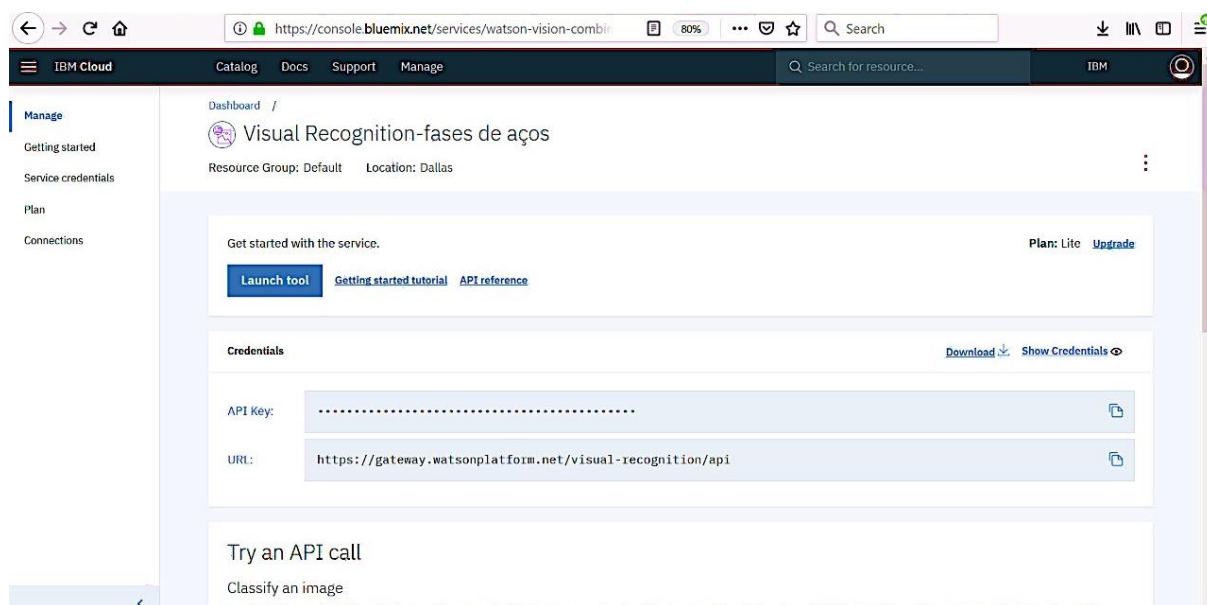 https://console.bluemix.net/services/watson-vision-combin 80% Search
IBM Cloud Catalog Docs Support Manage Search for resource... IBM
Manage
Getting started
Service credentials
Plan
Connections
Dashboard /
Visual Recognition-fases de aços
Resource Group: Default Location: Dallas
Get started with the service. Plan: Lite Upgrade
Launch tool Getting started tutorial API reference
Credentials Download Show Credentials
API Key: ............................................
URL: https://gateway.watsonplatform.net/visual-recognition/api
Try an API call
Classify an image